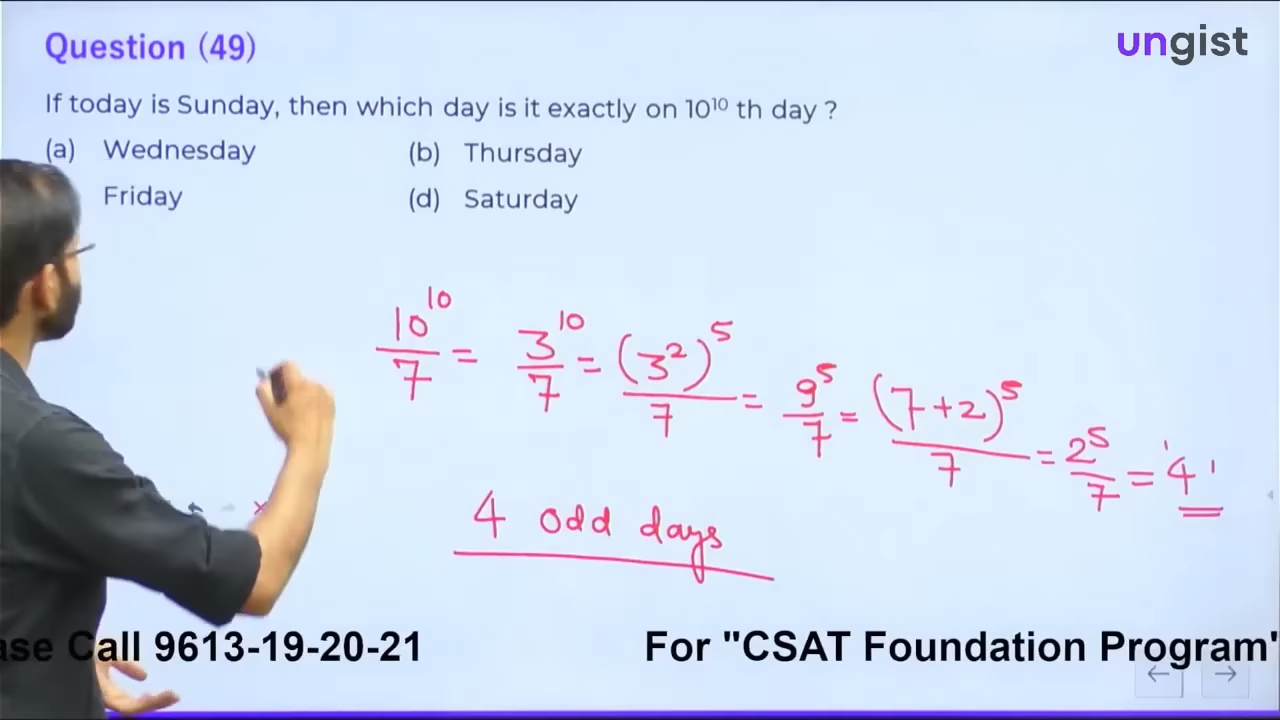 Question (49)
ungist
If today is Sunday, then which day is it exactly on 10¹⁰ th day ?
(a) Wednesday (b) Thursday
Friday (d) Saturday
10¹⁰/7 = 3¹⁰/7 = (3²)⁵/7 = 9⁵/7 = (7+2)⁵/7 = 2⁵/7 = '4'
4 odd days
ase Call 9613-19-20-21 For "CSAT Foundation Program"